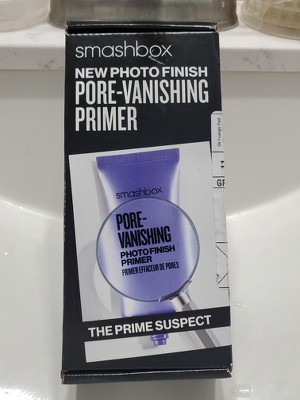 smashbox
NEW PHOTO FINISH
PORE-VANISHING
PRIMER
smashbox
PORE-
VANISHING
PHOTO FINISH
PRIMER
PRIMER EFFACEUR DE PORES
THE PRIME SUSPECT